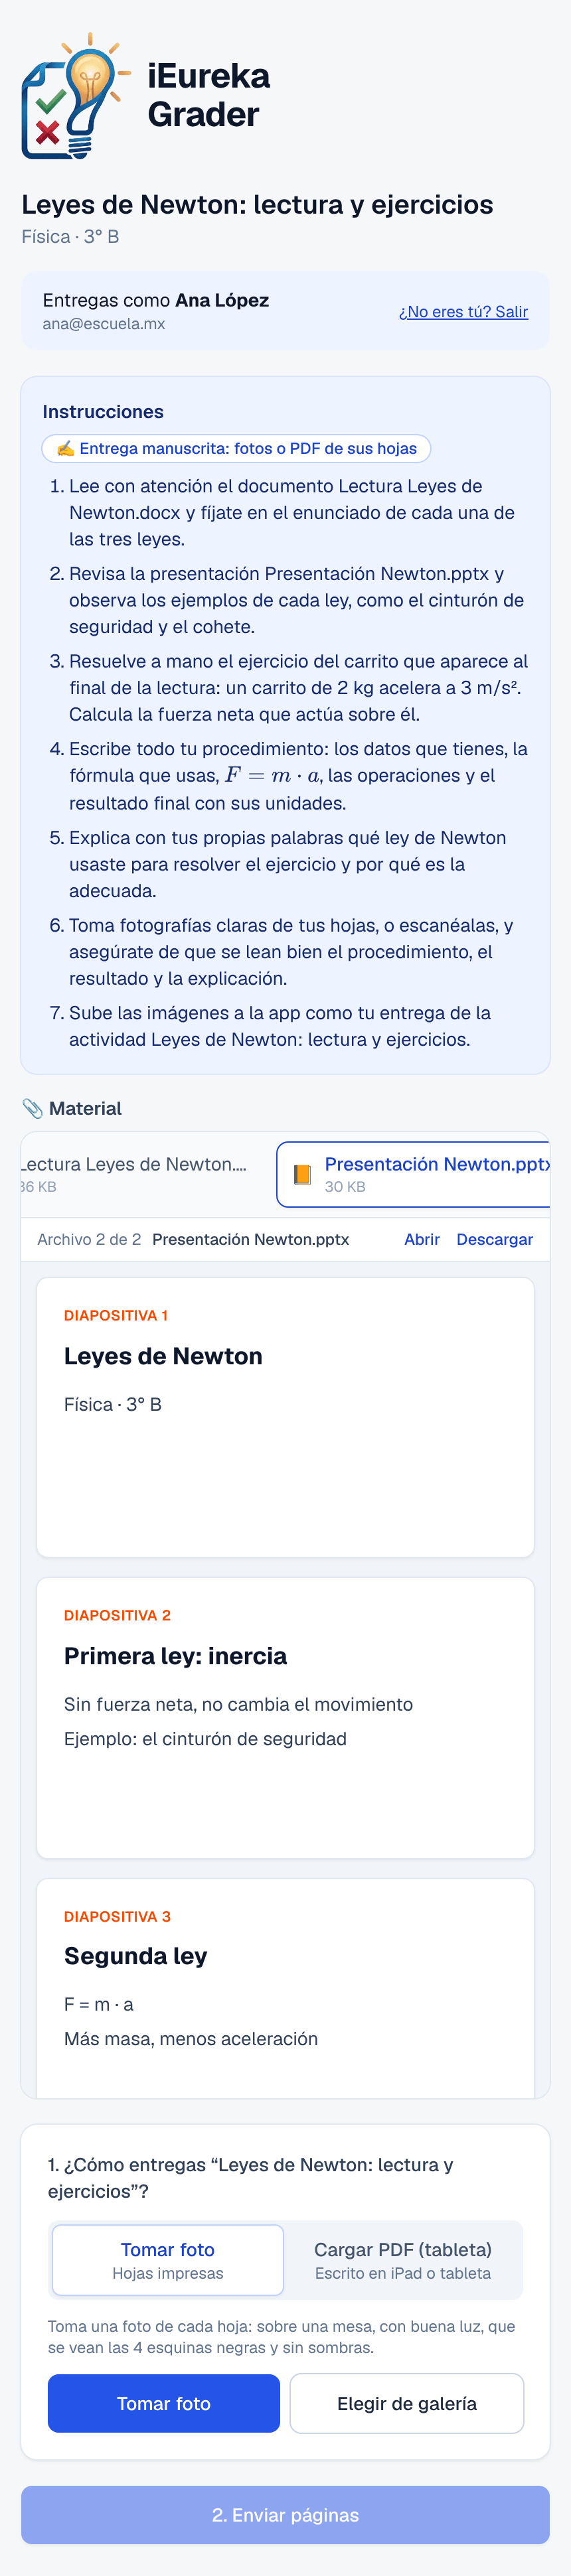 iEureka
Grader
Leyes de Newton: lectura y ejercicios
Física · 3° B
Entregas como Ana López
ana@escuela.mx
¿No eres tú? Salir
Instrucciones
✍️ Entrega manuscrita: fotos o PDF de sus hojas
1. Lee con atención el documento Lectura Leyes de
Newton.docx y fíjate en el enunciado de cada una de
las tres leyes.
2. Revisa la presentación Presentación Newton.pptx y
observa los ejemplos de cada ley, como el cinturón de
seguridad y el cohete.
3. Resuelve a mano el ejercicio del carrito que aparece al
final de la lectura: un carrito de 2 kg acelera a 3 m/s².
Calcula la fuerza neta que actúa sobre él.
4. Escribe todo tu procedimiento: los datos que tienes, la
fórmula que usas, F = m · a, las operaciones y el
resultado final con sus unidades.
5. Explica con tus propias palabras qué ley de Newton
usaste para resolver el ejercicio y por qué es la
adecuada.
6. Toma fotografías claras de tus hojas, o escanéalas, y
asegúrate de que se lean bien el procedimiento, el
resultado y la explicación.
7. Sube las imágenes a la app como tu entrega de la
actividad Leyes de Newton: lectura y ejercicios.
📎 Material
Lectura Leyes de Newton....
36 KB
Presentación Newton.pptx
30 KB
Archivo 2 de 2 Presentación Newton.pptx
Abrir Descargar
DIAPOSITIVA 1
Leyes de Newton
Física · 3° B
DIAPOSITIVA 2
Primera ley: inercia
Sin fuerza neta, no cambia el movimiento
Ejemplo: el cinturón de seguridad
DIAPOSITIVA 3
Segunda ley
F = m · a
Más masa, menos aceleración
1. ¿Cómo entregas “Leyes de Newton: lectura y
ejercicios”?
Tomar foto
Hojas impresas
Cargar PDF (tableta)
Escrito en iPad o tableta
Toma una foto de cada hoja: sobre una mesa, con buena luz, que
se vean las 4 esquinas negras y sin sombras.
Tomar foto
Elegir de galería
2. Enviar páginas